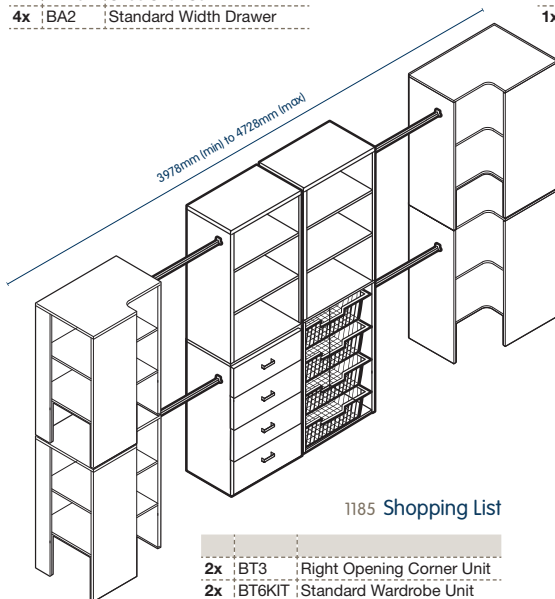 4x BA2 Standard Width Drawer
1x
3978mm (min) to 4728mm (max)
1185 Shopping List
2x BT3 Right Opening Corner Unit
2x BT6KIT Standard Wardrobe Unit